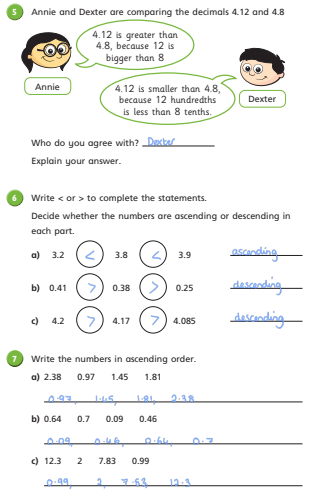 5 Annie and Dexter are comparing the decimals 4.12 and 4.8
4.12 is greater than
4.8, because 12 is
bigger than 8
Annie
4.12 is smaller than 4.8,
because 12 hundredths
is less than 8 tenths.
Dexter
Who do you agree with? Dexter
Explain your answer.
6 Write < or > to complete the statements.
Decide whether the numbers are ascending or descending in
each part.
a) 3.2 < 3.8 < 3.9 ascending
b) 0.41 > 0.38 > 0.25 descending
c) 4.2 > 4.17 > 4.085 descending
7 Write the numbers in ascending order.
a) 2.38 0.97 1.45 1.81
0.97, 1.45, 1.81, 2.38
b) 0.64 0.7 0.09 0.46
0.09, 0.46, 0.64, 0.7
c) 12.3 2 7.83 0.99
0.99, 2, 12.3